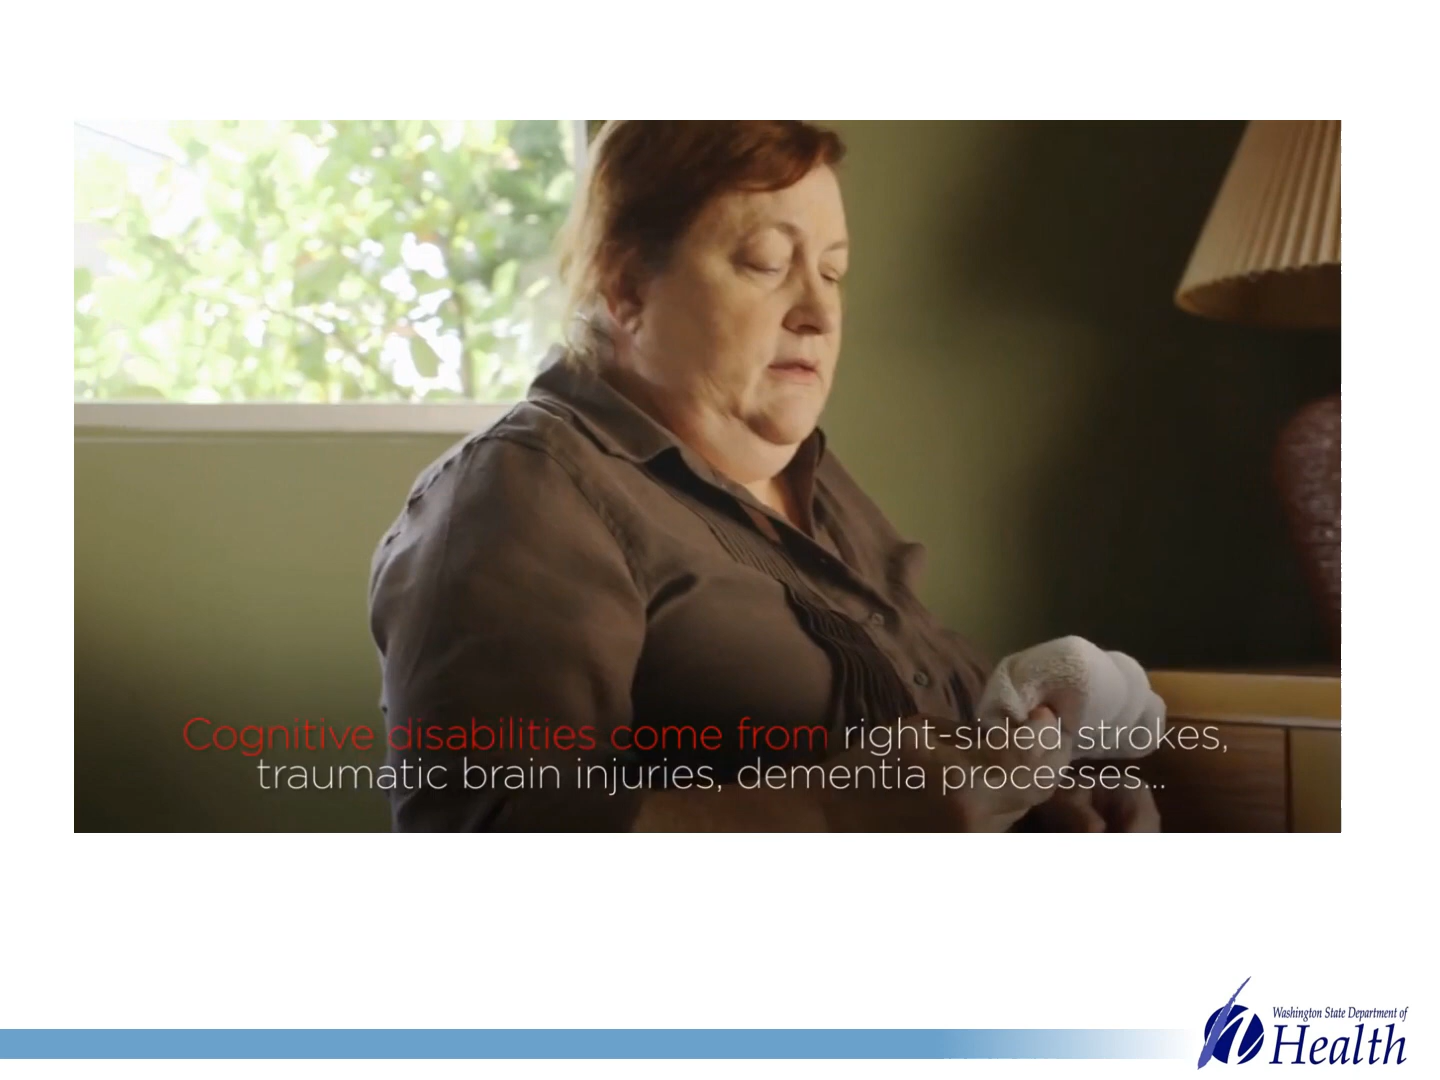 Cognitive disabilities come from right-sided strokes,
traumatic brain injuries, dementia processes...
Washington State Department of
Health